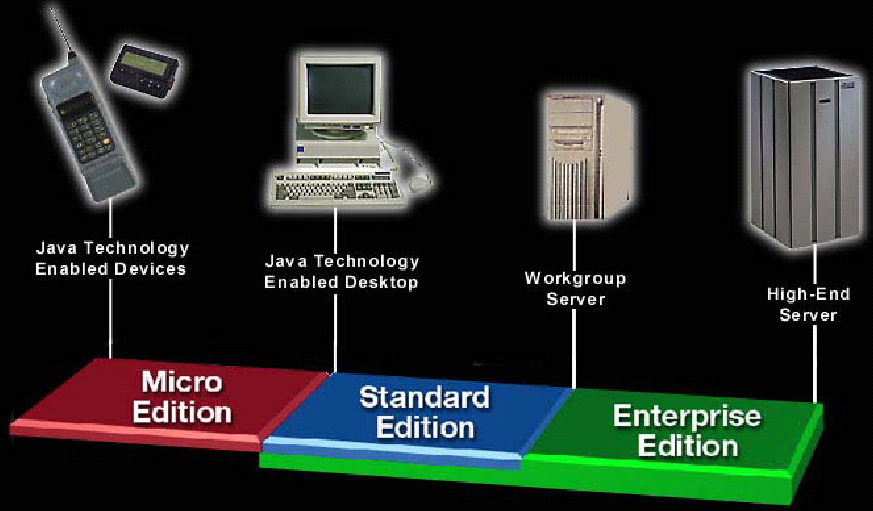 Java Technology
Enabled Devices
Java Technology
Enabled Desktop
Workgroup
Server
High-End
Server
Micro
Edition
Standard
Edition
Enterprise
Edition